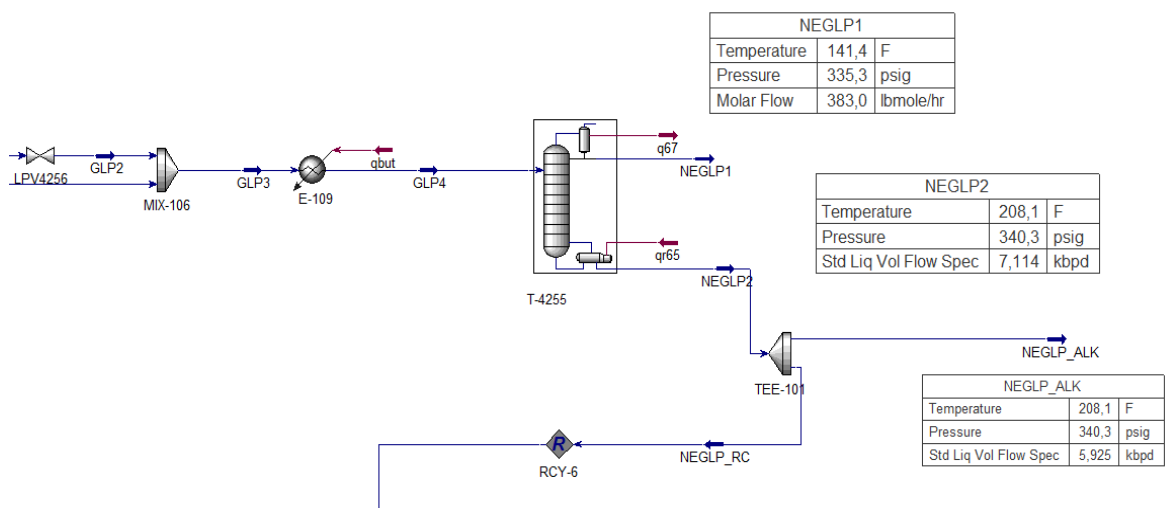 NEGLP1
Temperature 141,4 F
Pressure 335,3 psig
Molar Flow 383,0 lbmole/hr
LPV4256
GLP2
MIX-106
GLP3
qbut
E-109
GLP4
q67
NEGLP1
qr65
NEGLP2
T-4255
NEGLP2
Temperature 208,1 F
Pressure 340,3 psig
Std Liq Vol Flow Spec 7,114 kbpd
TEE-101
NEGLP_ALK
NEGLP_ALK
Temperature 208,1 F
Pressure 340,3 psig
Std Liq Vol Flow Spec 5,925 kbpd
R
RCY-6
NEGLP_RC